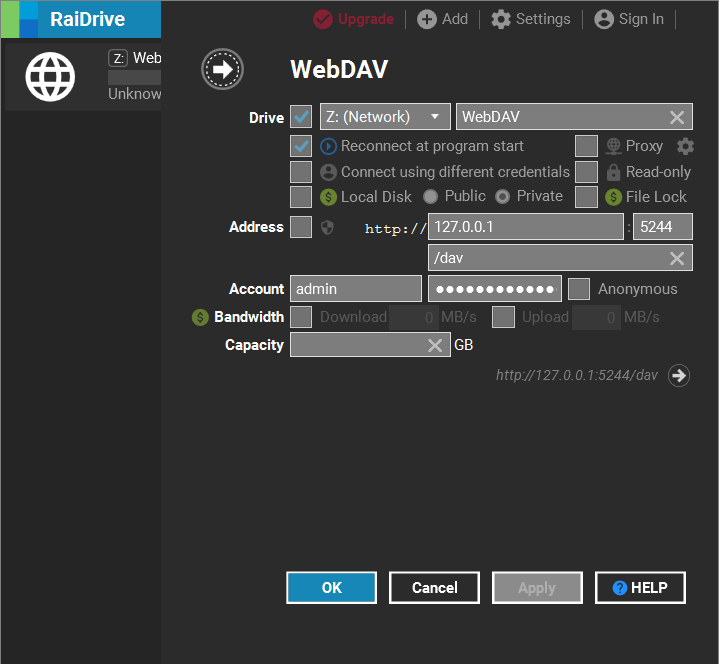 RaiDrive Upgrade Add Settings Sign In
Z: Web
Unknow
WebDAV
Drive Z: (Network) WebDAV
Reconnect at program start Proxy
Connect using different credentials Read-only
$ Local Disk Public Private $ File Lock
Address http:// 127.0.0.1 : 5244
/dav
Account admin ●●●●●●●●●●●● Anonymous
$ Bandwidth Download 0 MB/s Upload 0 MB/s
Capacity GB
http://127.0.0.1:5244/dav
OK Cancel Apply ? HELP